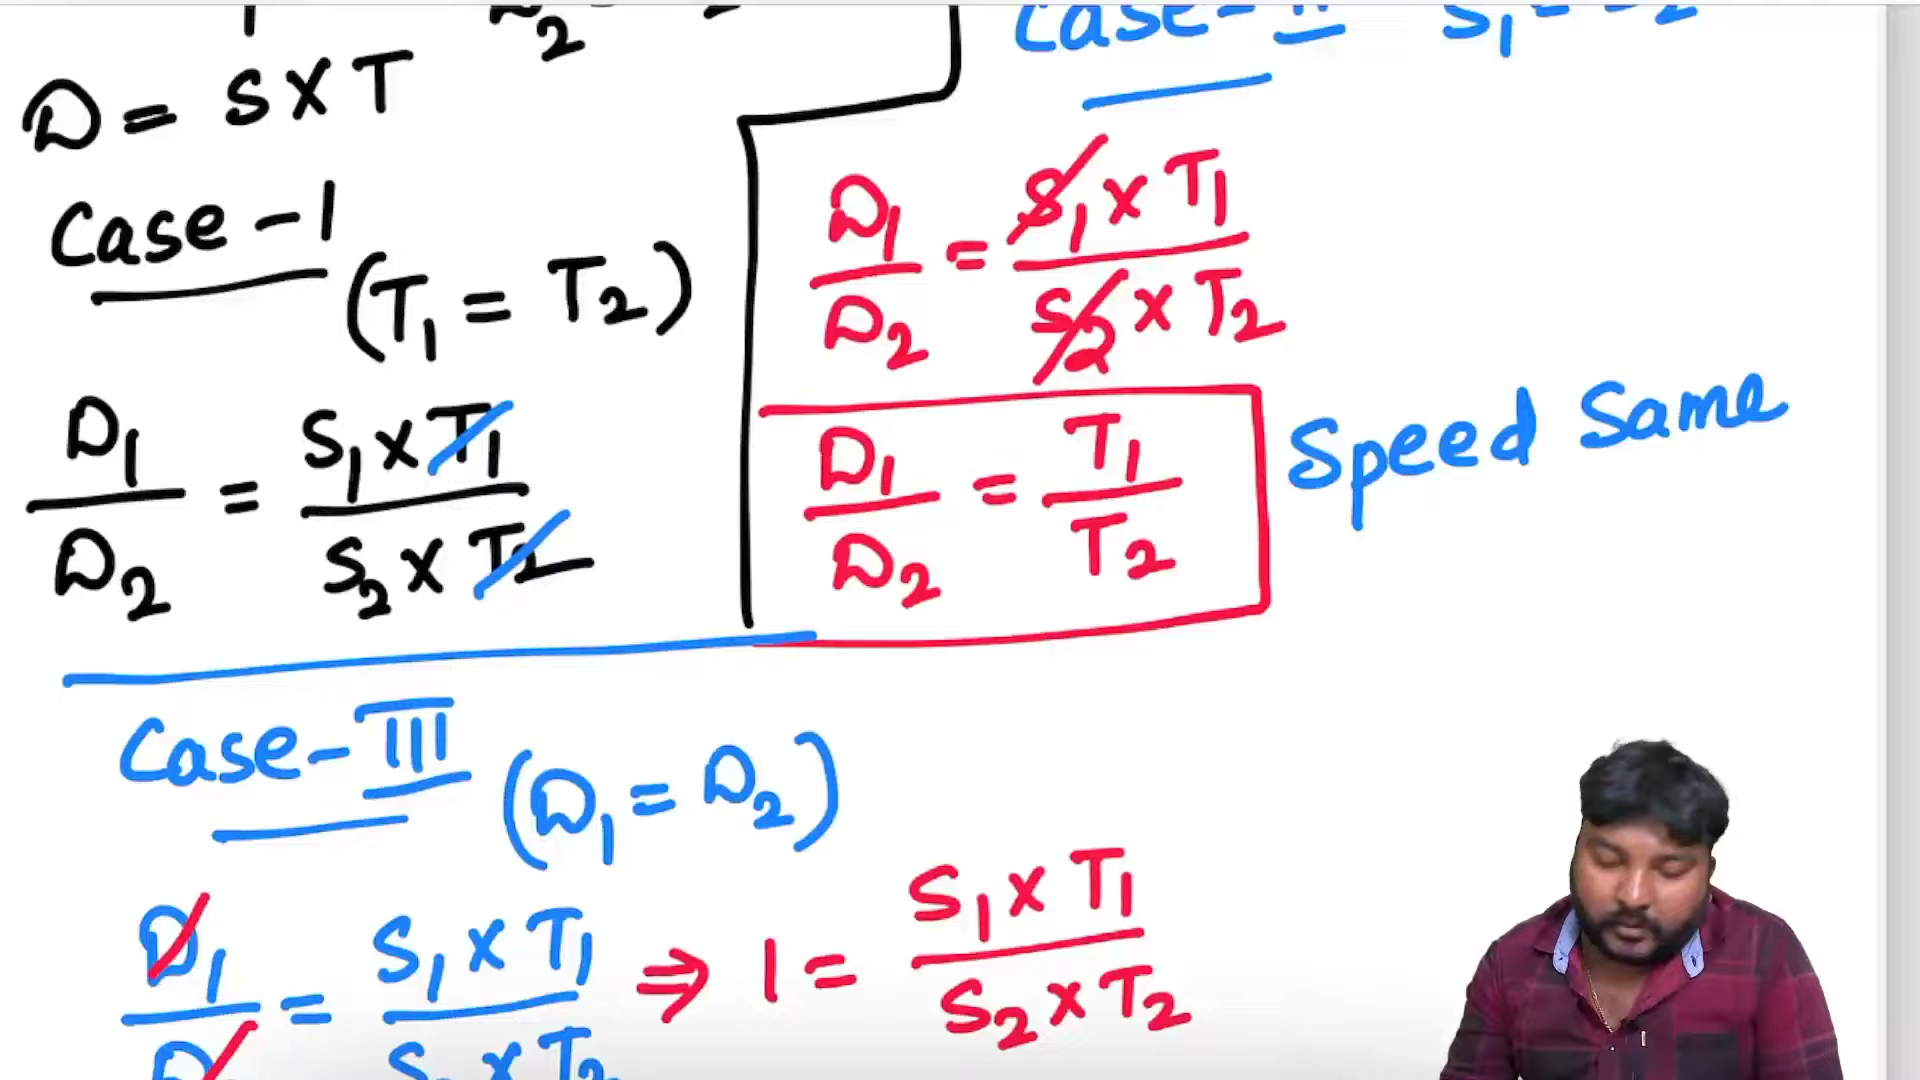 D = S X T
Case - 1
(T1 = T2)
D1/D2 = S1 x T1/S2 x T2
Case - II S1 =
D1/D2 = S1 x T1/S2 x T2
D1/D2 = T1/T2
Speed Same
Case - III (D1 = D2)
D1/D = S1 x T1/S2 x T2 ⇒ 1 = S1 x T1/S2 x T2